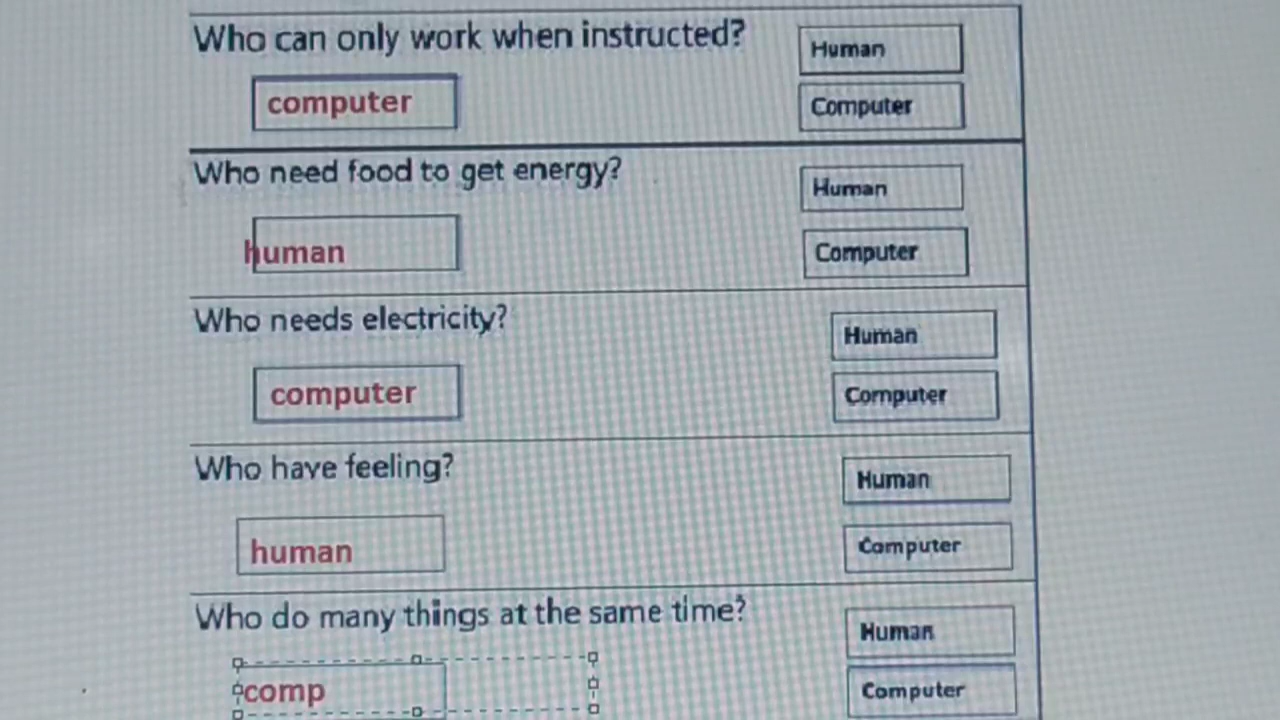 Who can only work when instructed?
Human
computer
Computer
Who need food to get energy?
Human
human
Computer
Who needs electricity?
Human
computer
Computer
Who have feeling?
Human
human
Computer
Who do many things at the same time?
Human
comp
Computer